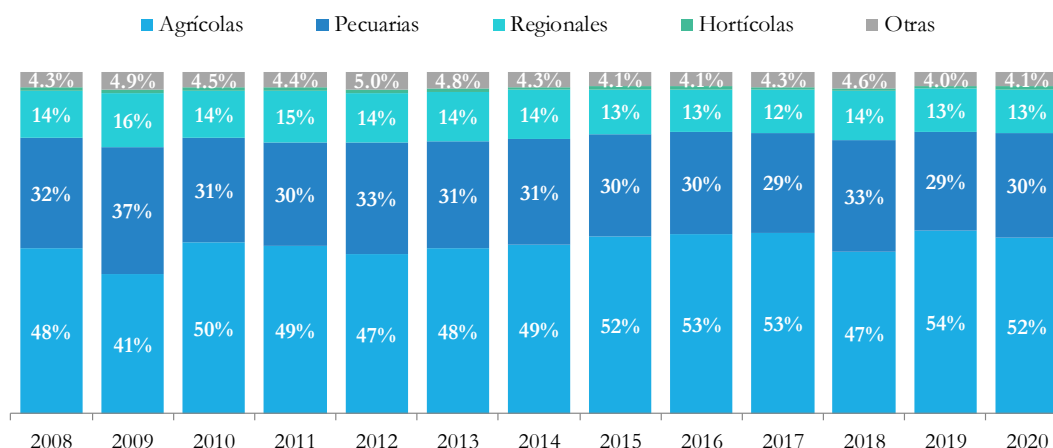 Agrícolas Pecuarias Regionales Hortícolas Otras
4.3% 4.9% 4.5% 4.4% 5.0% 4.8% 4.3% 4.1% 4.1% 4.3% 4.6% 4.0% 4.1%
14% 16% 14% 15% 14% 14% 14% 13% 13% 12% 14% 13% 13%
32% 37% 31% 30% 33% 31% 31% 30% 30% 29% 33% 29% 30%
48% 41% 50% 49% 47% 48% 49% 52% 53% 53% 47% 54% 52%
2008 2009 2010 2011 2012 2013 2014 2015 2016 2017 2018 2019 2020